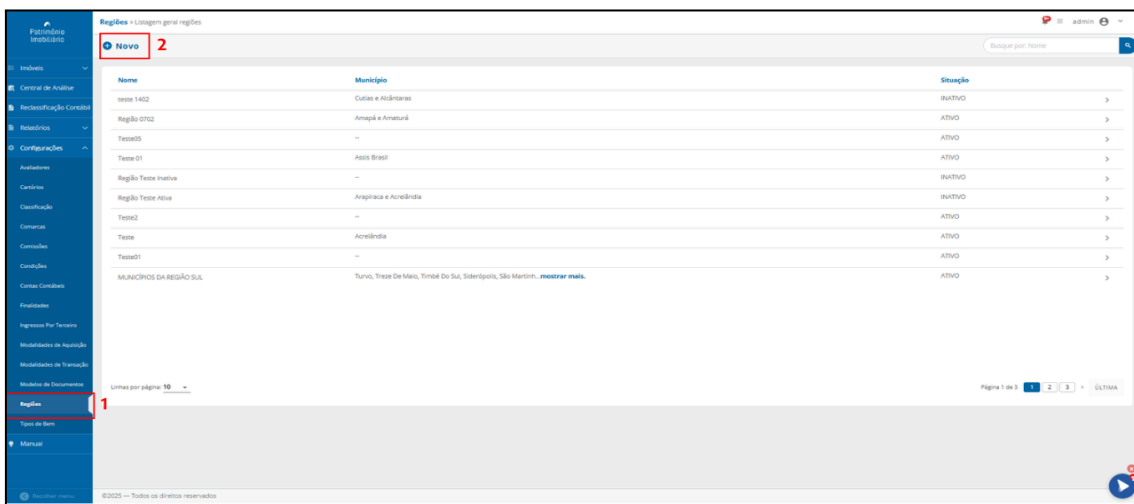 Patrimônio
Imobiliário
Imóveis
Central de Análise
Reclassificação Contábil
Relatórios
Configurações
Avaliadores
Cartórios
Classificação
Comarcas
Comissões
Condições
Contas Contábeis
Finalidades
Ingressos Por Terceiro
Modalidades de Aquisição
Modalidades de Transação
Modelos de Documentos
Regiões 1
Tipos de Bem
Manual
Recolher menu
Regiões > Listagem geral regiões
admin
Novo 2
Busque por: Nome
Nome Município Situação
teste 1402 Cutias e Alcântaras INATIVO
Região 0702 Amapá e Amaturá ATIVO
Teste05 -- ATIVO
Teste 01 Assis Brasil ATIVO
Região Teste Inativa -- INATIVO
Região Teste Ativa Arapiraca e Acrelândia INATIVO
Teste2 -- ATIVO
Teste Acrelândia ATIVO
Teste01 -- ATIVO
MUNICÍPIOS DA REGIÃO SUL Turvo, Treze De Maio, Timbé Do Sul, Siderópolis, São Martinh...mostrar mais. ATIVO
Linhas por página: 10 Página 1 de 3 1 2 3 > ÚLTIMA
©2025 — Todos os direitos reservados